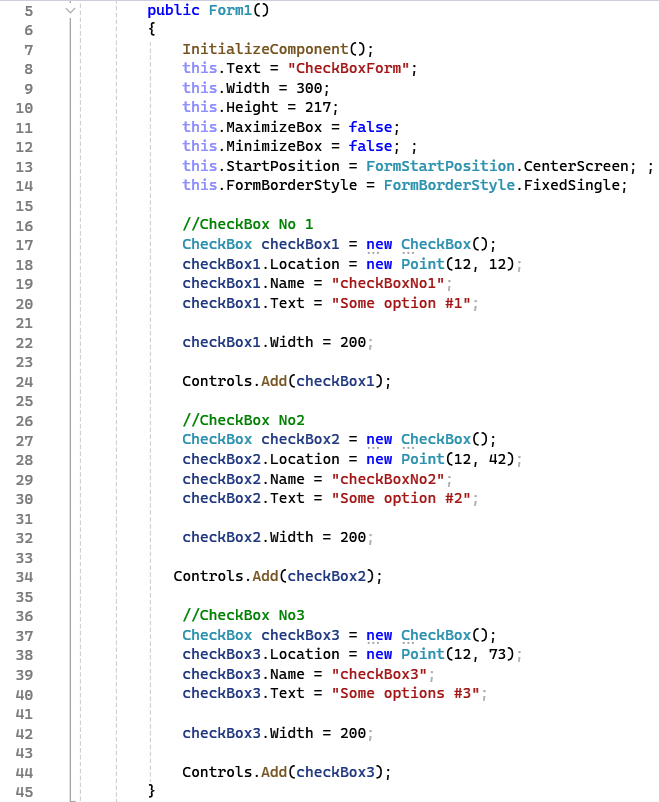 5 public Form1()
6 {
7 InitializeComponent();
8 this.Text = "CheckBoxForm";
9 this.Width = 300;
10 this.Height = 217;
11 this.MaximizeBox = false;
12 this.MinimizeBox = false; ;
13 this.StartPosition = FormStartPosition.CenterScreen; ;
14 this.FormBorderStyle = FormBorderStyle.FixedSingle;
15
16 //CheckBox No 1
17 CheckBox checkBox1 = new CheckBox();
18 checkBox1.Location = new Point(12, 12);
19 checkBox1.Name = "checkBoxNo1";
20 checkBox1.Text = "Some option #1";
21
22 checkBox1.Width = 200;
23
24 Controls.Add(checkBox1);
25
26 //CheckBox No2
27 CheckBox checkBox2 = new CheckBox();
28 checkBox2.Location = new Point(12, 42);
29 checkBox2.Name = "checkBoxNo2";
30 checkBox2.Text = "Some option #2";
31
32 checkBox2.Width = 200;
33
34 Controls.Add(checkBox2);
35
36 //CheckBox No3
37 CheckBox checkBox3 = new CheckBox();
38 checkBox3.Location = new Point(12, 73);
39 checkBox3.Name = "checkBox3";
40 checkBox3.Text = "Some options #3";
41
42 checkBox3.Width = 200;
43
44 Controls.Add(checkBox3);
45 }